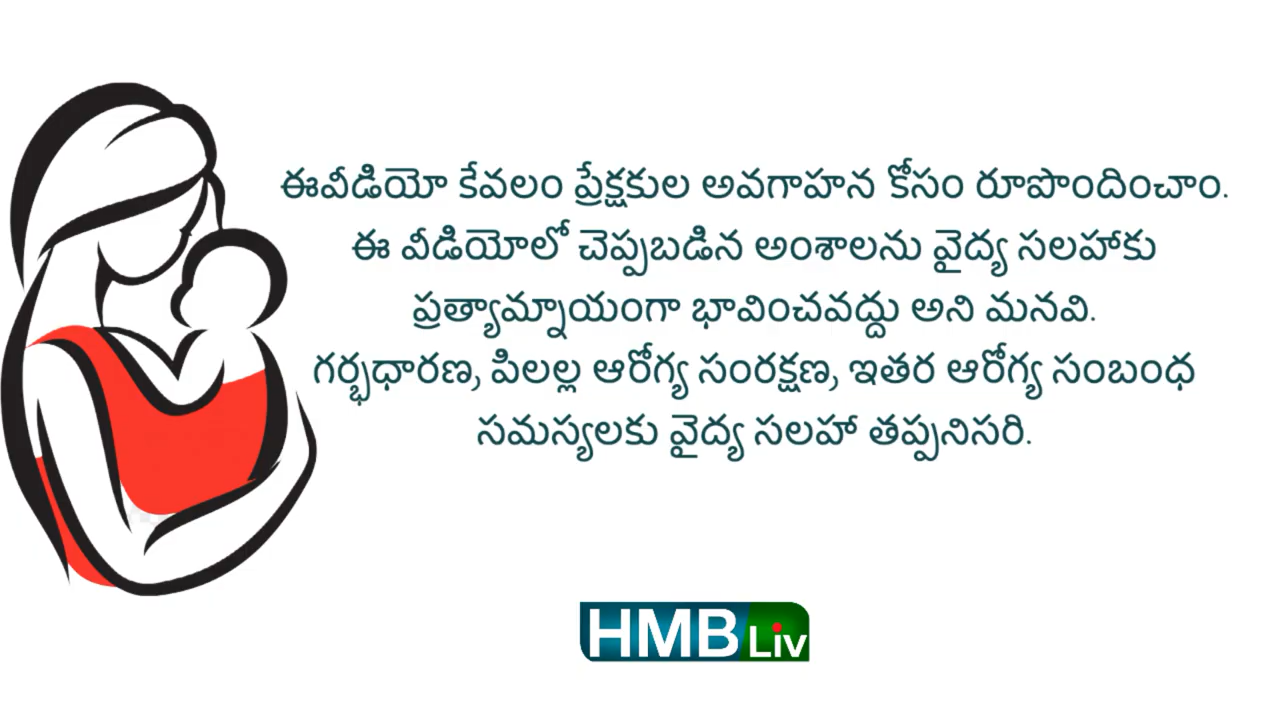 ఈవీడియో కేవలం ప్రేక్షకుల అవగాహన కోసం రూపొందించాం.
ఈ వీడియోలో చెప్పబడిన అంశాలను వైద్య సలహాకు
ప్రత్యామ్నాయంగా భావించవద్దు అని మనవి.
గర్భధారణ, పిలల్ల ఆరోగ్య సంరక్షణ, ఇతర ఆరోగ్య సంబంధ
సమస్యలకు వైద్య సలహా తప్పనిసరి.
HMB Liv